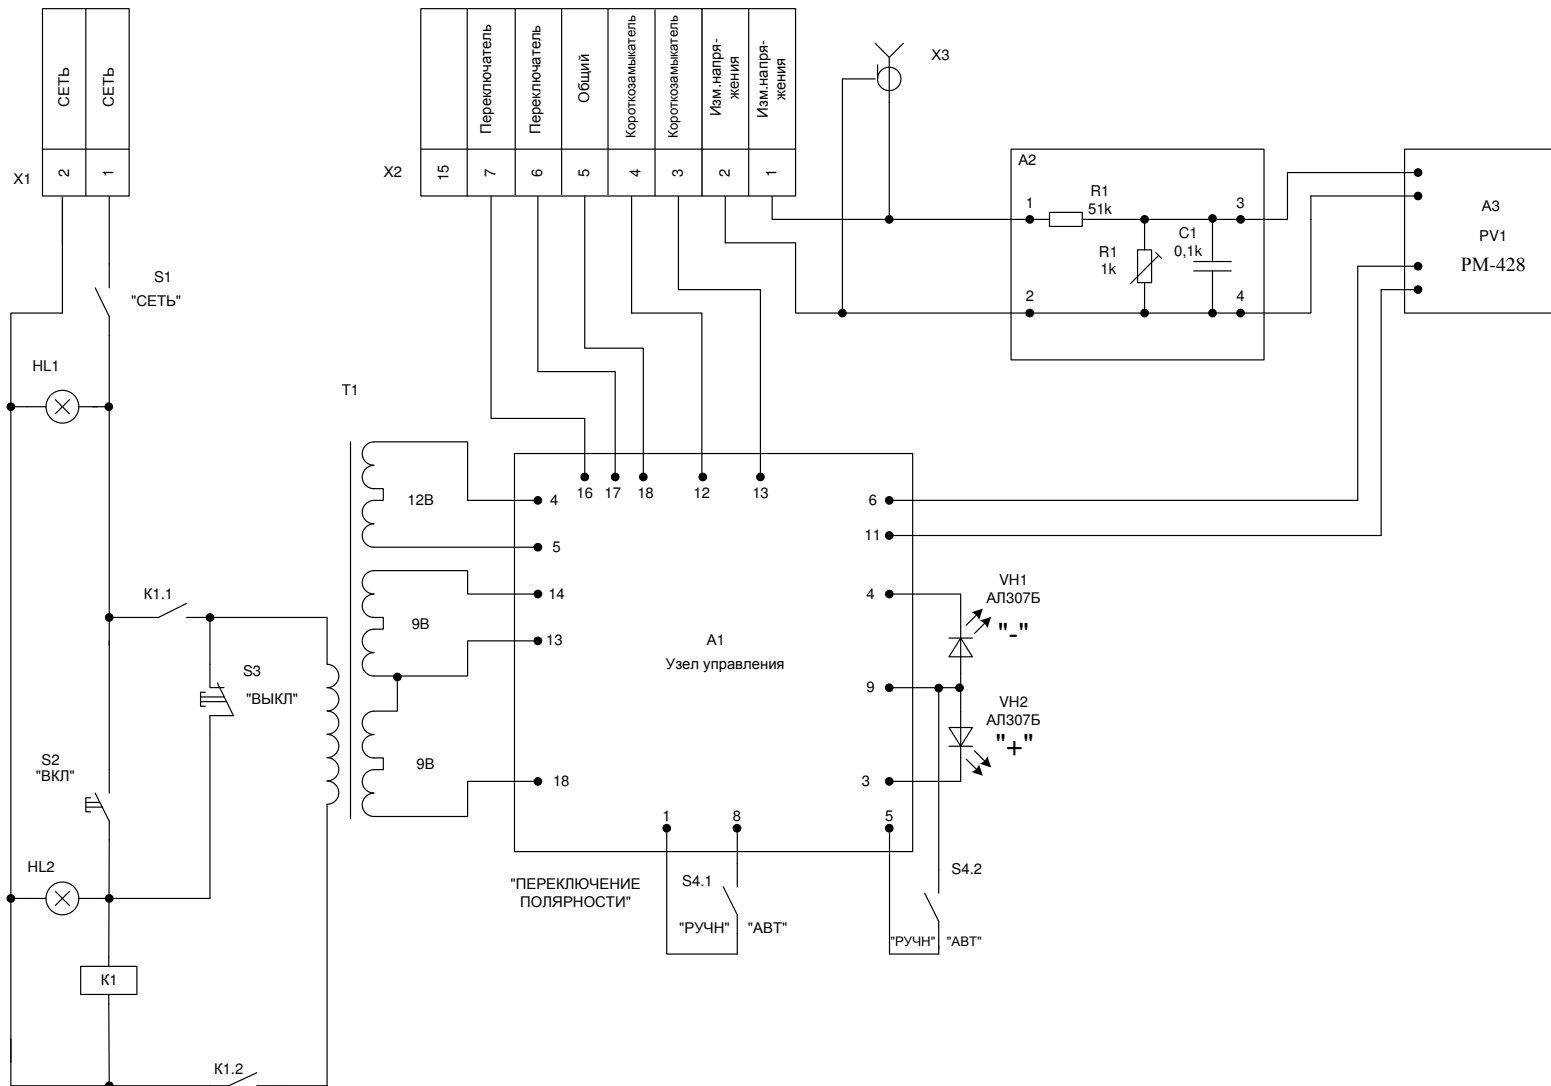 X1
СЕТЬ
СЕТЬ
2
1
X2
Переключатель
Переключатель
Общий
Короткозамыкатель
Короткозамыкатель
Изм.напря-
жения
Изм.напря-
жения
15
7
6
5
4
3
2
1
X3
A2
1
R1
51k
3
R1
1k
C1
0,1k
2
4
A3
PV1
PM-428
S1
"СЕТЬ"
HL1
T1
12В
9В
9В
4
5
14
13
18
16
17
18
12
13
6
11
4
9
3
5
1
8
A1
Узел управления
VH1
АЛ307Б
"-"
VH2
АЛ307Б
"+"
К1.1
S3
"ВЫКЛ"
S2
"ВКЛ"
HL2
К1
К1.2
"ПЕРЕКЛЮЧЕНИЕ
ПОЛЯРНОСТИ"
S4.1
"РУЧН"
"АВТ"
S4.2
"РУЧН"
"АВТ"